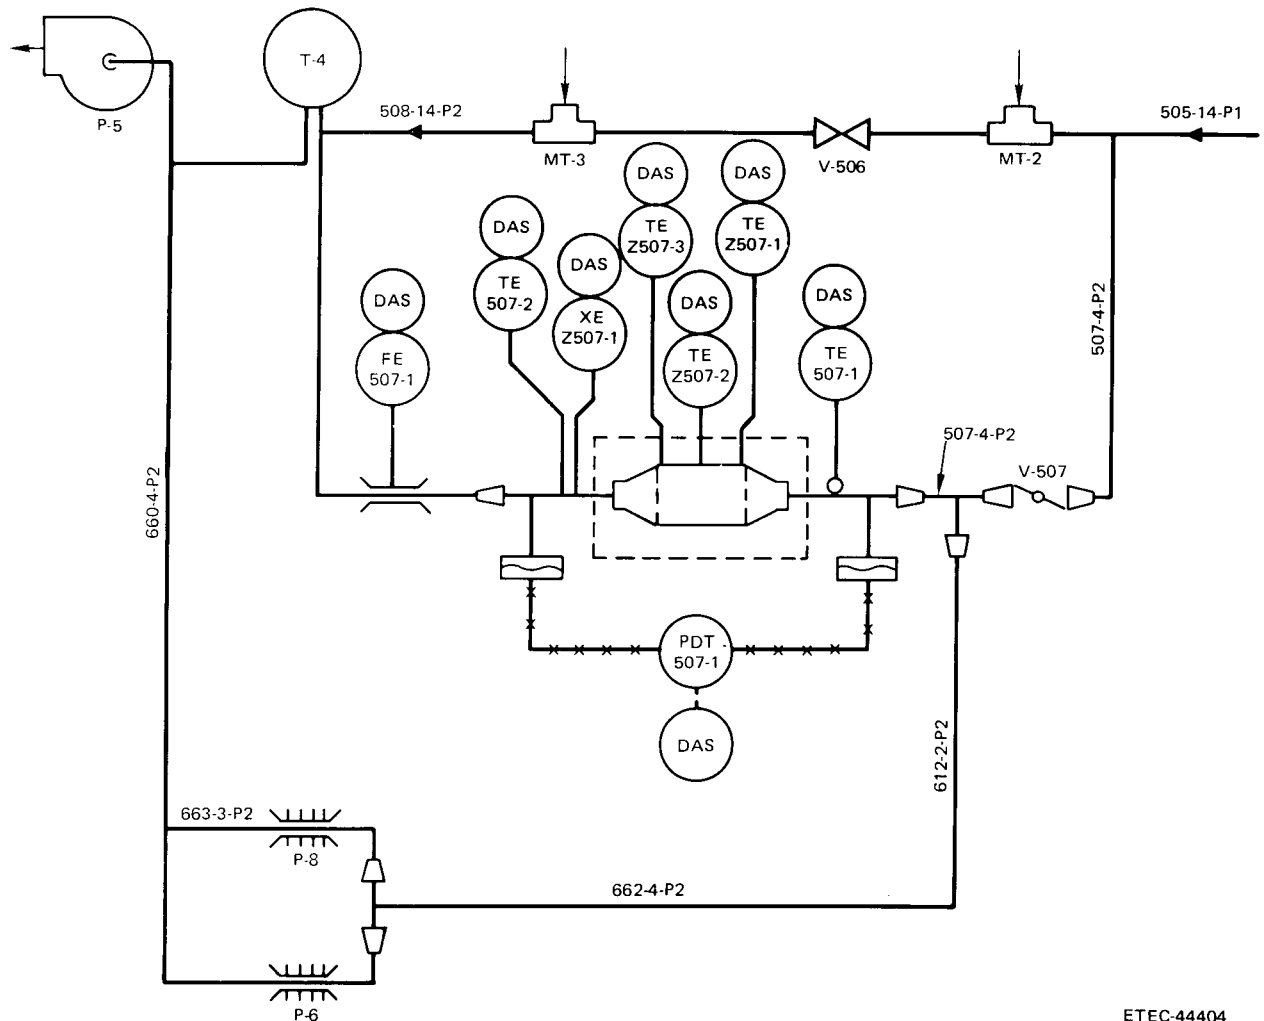 T-4
P-5
508-14-P2
505-14-P1
MT-3
V-506
MT-2
DAS
TE
Z507-3
DAS
TE
Z507-1
DAS
TE
507-2
DAS
XE
Z507-1
DAS
TE
Z507-2
DAS
TE
507-1
DAS
FE
507-1
507-4-P2
507-4-P2
V-507
660-4-P2
PDT
507-1
DAS
612-2-P2
663-3-P2
P-8
662-4-P2
P-6
ETEC-44404